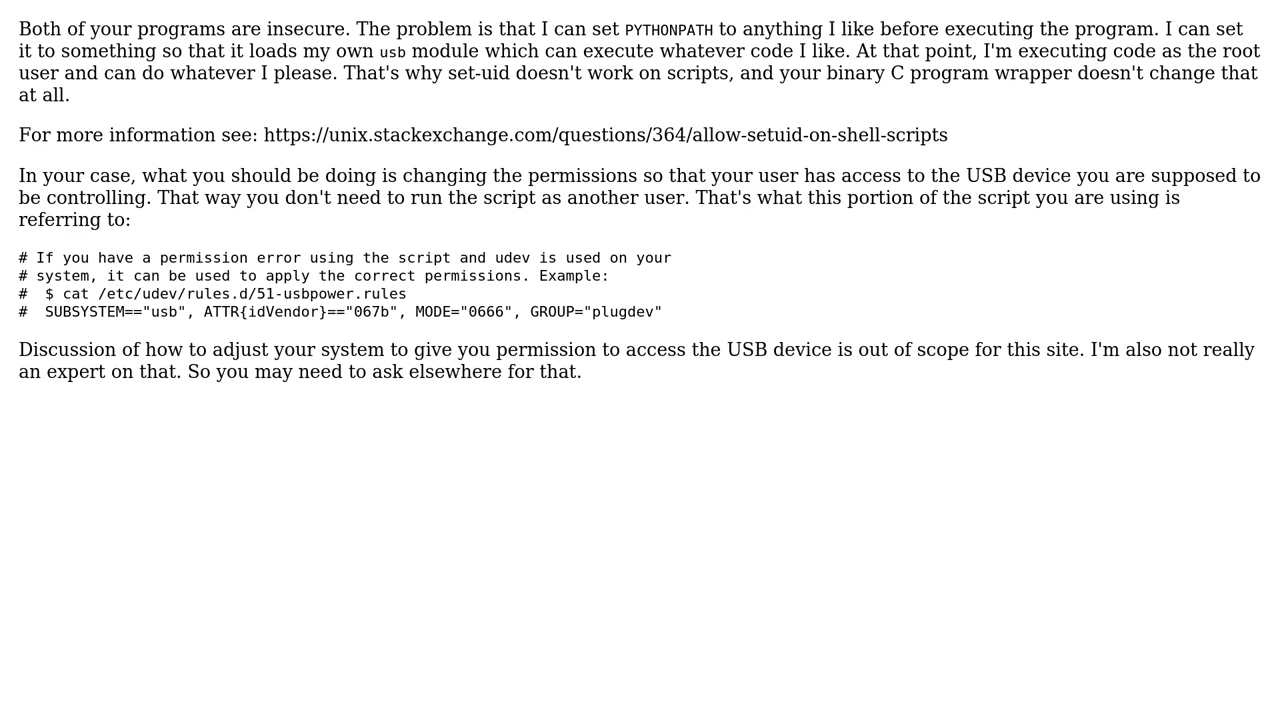 Both of your programs are insecure. The problem is that I can set PYTHONPATH to anything I like before executing the program. I can set
it to something so that it loads my own usb module which can execute whatever code I like. At that point, I'm executing code as the root
user and can do whatever I please. That's why set-uid doesn't work on scripts, and your binary C program wrapper doesn't change that
at all.
For more information see: https://unix.stackexchange.com/questions/364/allow-setuid-on-shell-scripts
In your case, what you should be doing is changing the permissions so that your user has access to the USB device you are supposed to
be controlling. That way you don't need to run the script as another user. That's what this portion of the script you are using is
referring to:
# If you have a permission error using the script and udev is used on your
# system, it can be used to apply the correct permissions. Example:
#  $ cat /etc/udev/rules.d/51-usbpower.rules
#  SUBSYSTEM=="usb", ATTR{idVendor}=="067b", MODE="0666", GROUP="plugdev"
Discussion of how to adjust your system to give you permission to access the USB device is out of scope for this site. I'm also not really
an expert on that. So you may need to ask elsewhere for that.